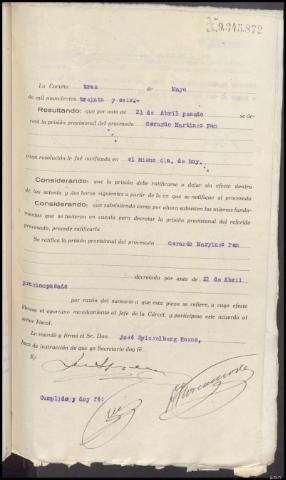 9.345.872
La Coruña tres de Mayo
de mil novecientos treinta y seis.-
Resultando: que por auto de 21 de Abril pasado se de-
cretó la prisión provisional del procesado Gerardo Martinez Pan
cuya resolución le fué notificada en el mismo dia, de hoy.
Considerando: que la prisión debe ratificarse o dejar sin efecto dentro
de las setenta y dos horas siguientes a partir de la en que se notifique al procesado
Considerando: que subsistiendo como por ahora subsisten los mismos funda-
mentos que se tuvieron en cuenta para decretar la prisión provisional del referido
procesado, procede ratificarla
Se ratifica la prisión provisional del procesado Gerardo Maryinez Pan
decretada por auto de 21 de Abril
proximopasado
por razón del sumario a que esta pieza se refiere, a cuyo efecto
líbrese el oportuno mandamiento al Jefe de la Cárcel, y participese este acuerdo al
señor Fiscal.
Lo mandó y firmó el Sr. Don José Spiegelberg Horno,
Juez de instrucción de que yo Secretario doy fé.
E/
Cumplido, y doy fé: